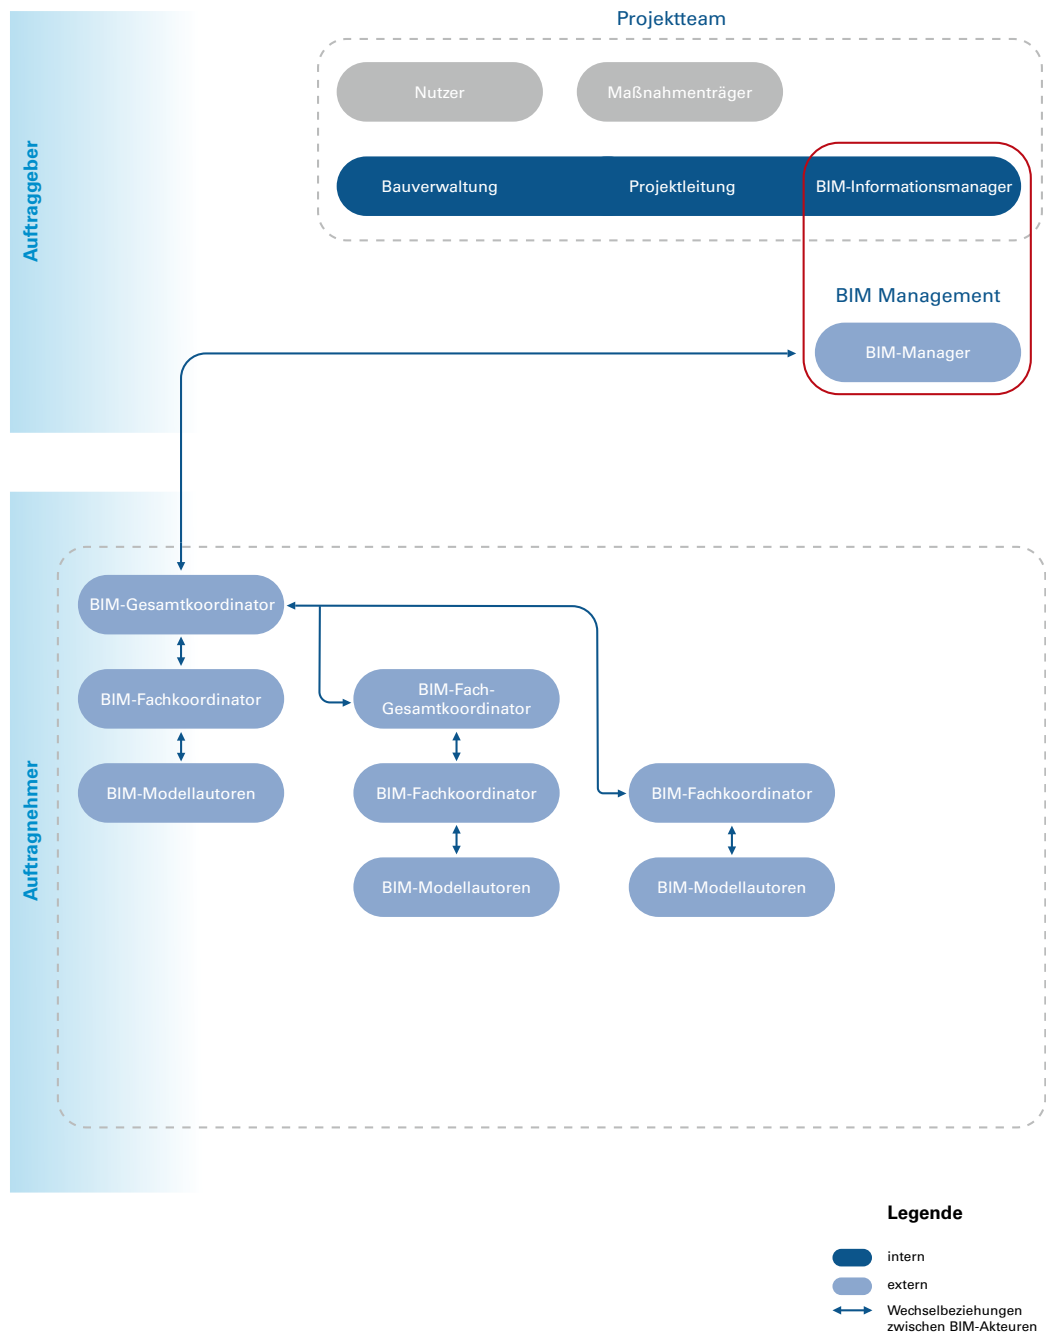 Projektteam
Nutzer
Maßnahmenträger
Auftraggeber
Bauverwaltung
Projektleitung
BIM-Informationsmanager
BIM Management
BIM-Manager
Auftragnehmer
BIM-Gesamtkoordinator
BIM-Fachkoordinator
BIM-Fach-
Gesamtkoordinator
BIM-Modellautoren
BIM-Fachkoordinator
BIM-Fachkoordinator
BIM-Modellautoren
BIM-Modellautoren
Legende
intern
extern
Wechselbeziehungen
zwischen BIM-Akteuren